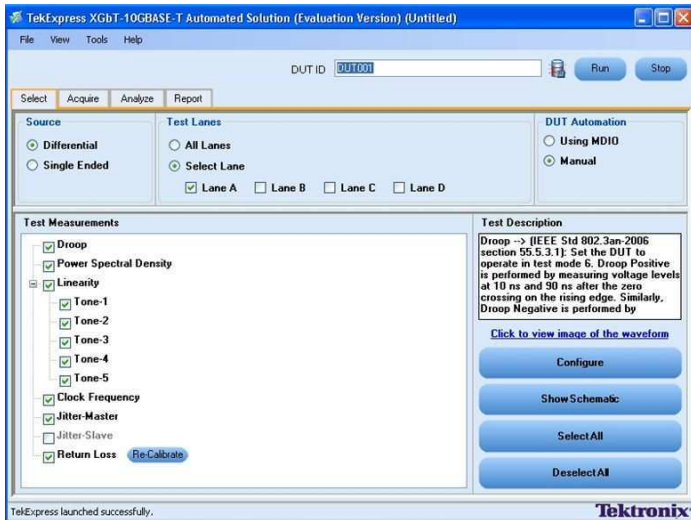 TekExpress XGbT-10GBASE-T Automated Solution (Evaluation Version) (Untitled)
File View Tools Help
DUT ID DUT001 Run Stop
Select Acquire Analyze Report
Source
Differential
Single Ended
Test Lanes
All Lanes
Select Lane
Lane A Lane B Lane C Lane D
DUT Automation
Using MDIO
Manual
Test Measurements
Droop
Power Spectral Density
Linearity
Tone-1
Tone-2
Tone-3
Tone-4
Tone-5
Clock Frequency
Jitter-Master
Jitter-Slave
Return Loss Re-Calibrate
Test Description
Droop --> (IEEE Std 802.3an-2006
section 55.5.3.1): Set the DUT to
operate in test mode 6. Droop Positive
is performed by measuring voltage levels
at 10 ns and 90 ns after the zero
crossing on the rising edge. Similarly,
Droop Negative is performed by
Click to view image of the waveform
Configure
Show Schematic
Select All
Deselect All
TekExpress launched successfully.
Tektronix